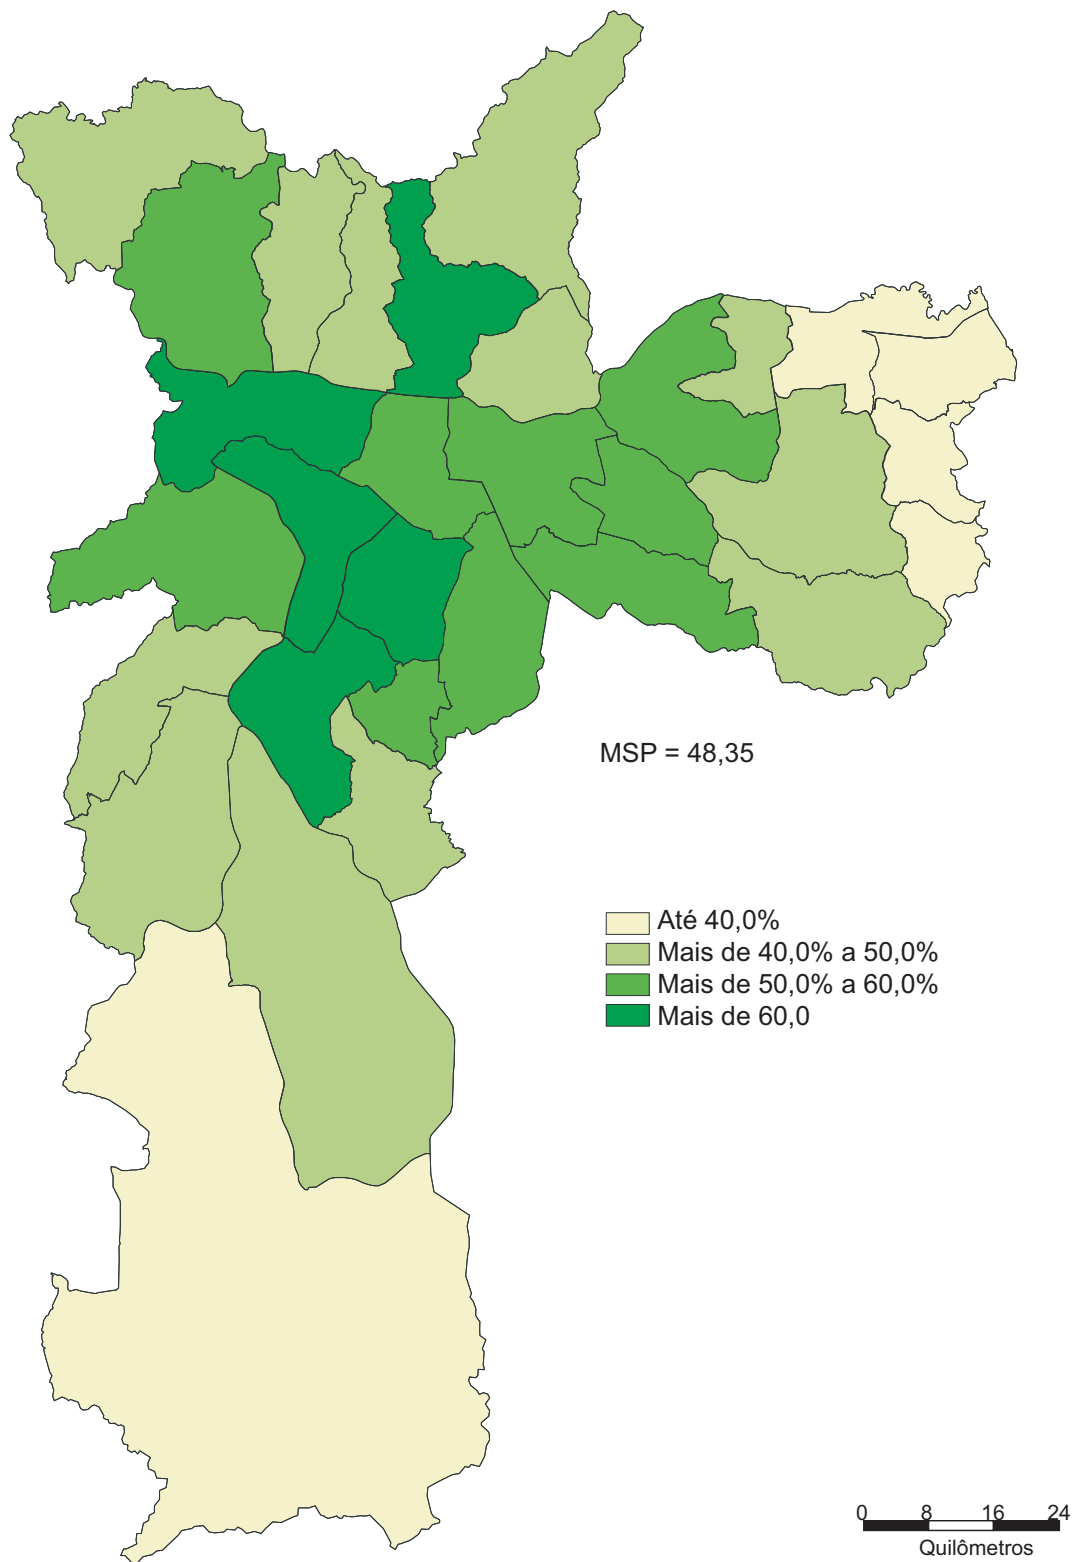 MSP = 48,35
Até 40,0%
Mais de 40,0% a 50,0%
Mais de 50,0% a 60,0%
Mais de 60,0
0 8 16 24
Quilômetros